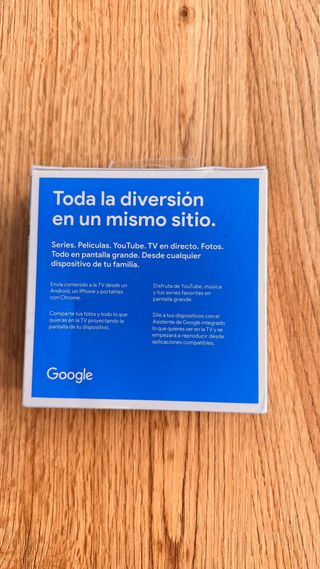 Toda la diversión
en un mismo sitio.
Series. Películas. YouTube. TV en directo. Fotos.
Todo en pantalla grande. Desde cualquier
dispositivo de tu familia.
Envía contenido a la TV desde un
Android, un iPhone y portátiles
con Chrome.
Comparte tus fotos y todo lo que
quieras en la TV proyectando la
pantalla de tu dispositivo.
Disfruta de YouTube, música
y tus series favoritas en
pantalla grande.
Dile a tus dispositivos con el
Asistente de Google integrado
lo que quieres ver en la TV y se
empezará a reproducir desde
aplicaciones compatibles.
Google